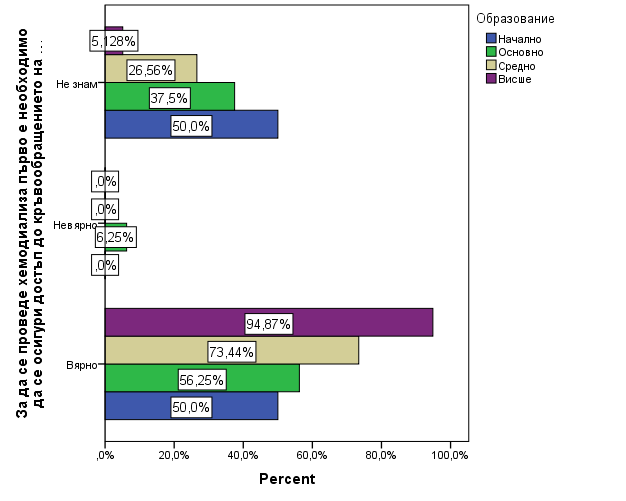 За да се проведе хемодиализа първо е необходимо
да се осигури достъп до кръвообращението на ...
Не знам
5,128%
26,56%
37,5%
50,0%
Невярно
,0%
,0%
6,25%
,0%
Вярно
94,87%
73,44%
56,25%
50,0%
,0%
20,0%
40,0%
60,0%
80,0%
100,0%
Percent
Образование
Начално
Основно
Средно
Висше